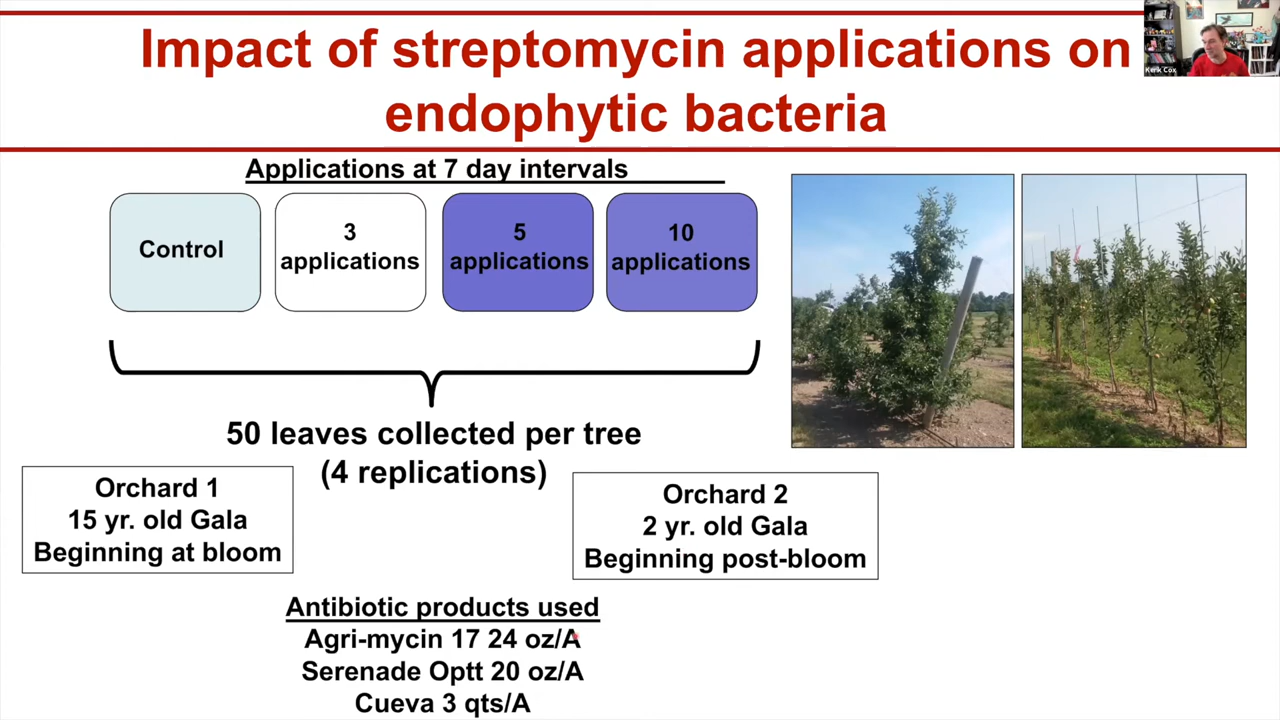 Impact of streptomycin applications on
endophytic bacteria
Kerik Cox
Applications at 7 day intervals
Control
3
applications
5
applications
10
applications
50 leaves collected per tree
(4 replications)
Orchard 1
15 yr. old Gala
Beginning at bloom
Orchard 2
2 yr. old Gala
Beginning post-bloom
Antibiotic products used
Agri-mycin 17 24 oz/A
Serenade Optt 20 oz/A
Cueva 3 qts/A